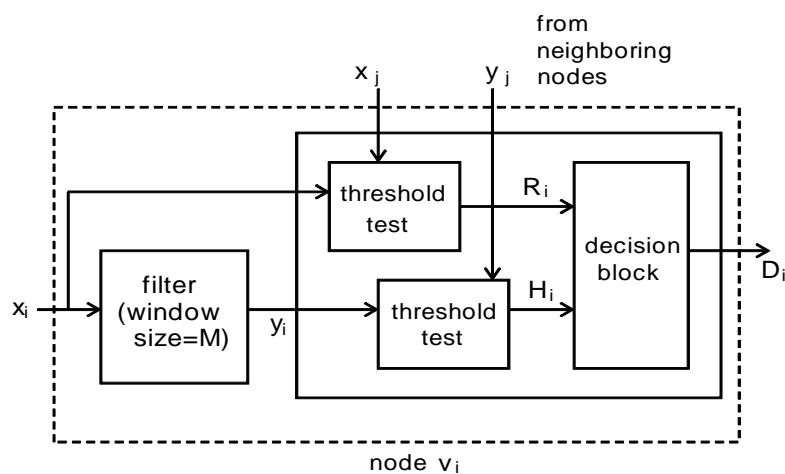 from
neighboring
nodes
x j
y j
threshold
test
R i
decision
block
D i
filter
(window
size=M)
x i
y i
threshold
test
H i
node v i